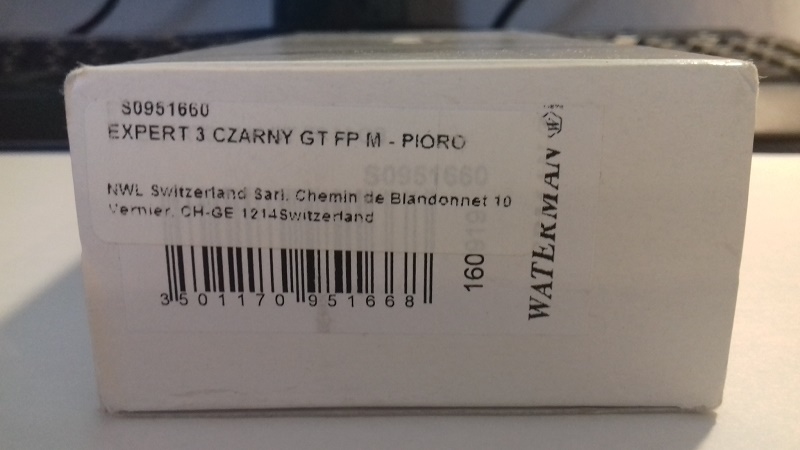 S0951660
EXPERT 3 CZARNY GT FP M - PIORO
S0951660
NWL Switzerland Sarl. Chemin de Blandonnet 10
Vernier, CH-GE 1214Switzerland
3 501170 951668
160
WATERMAN